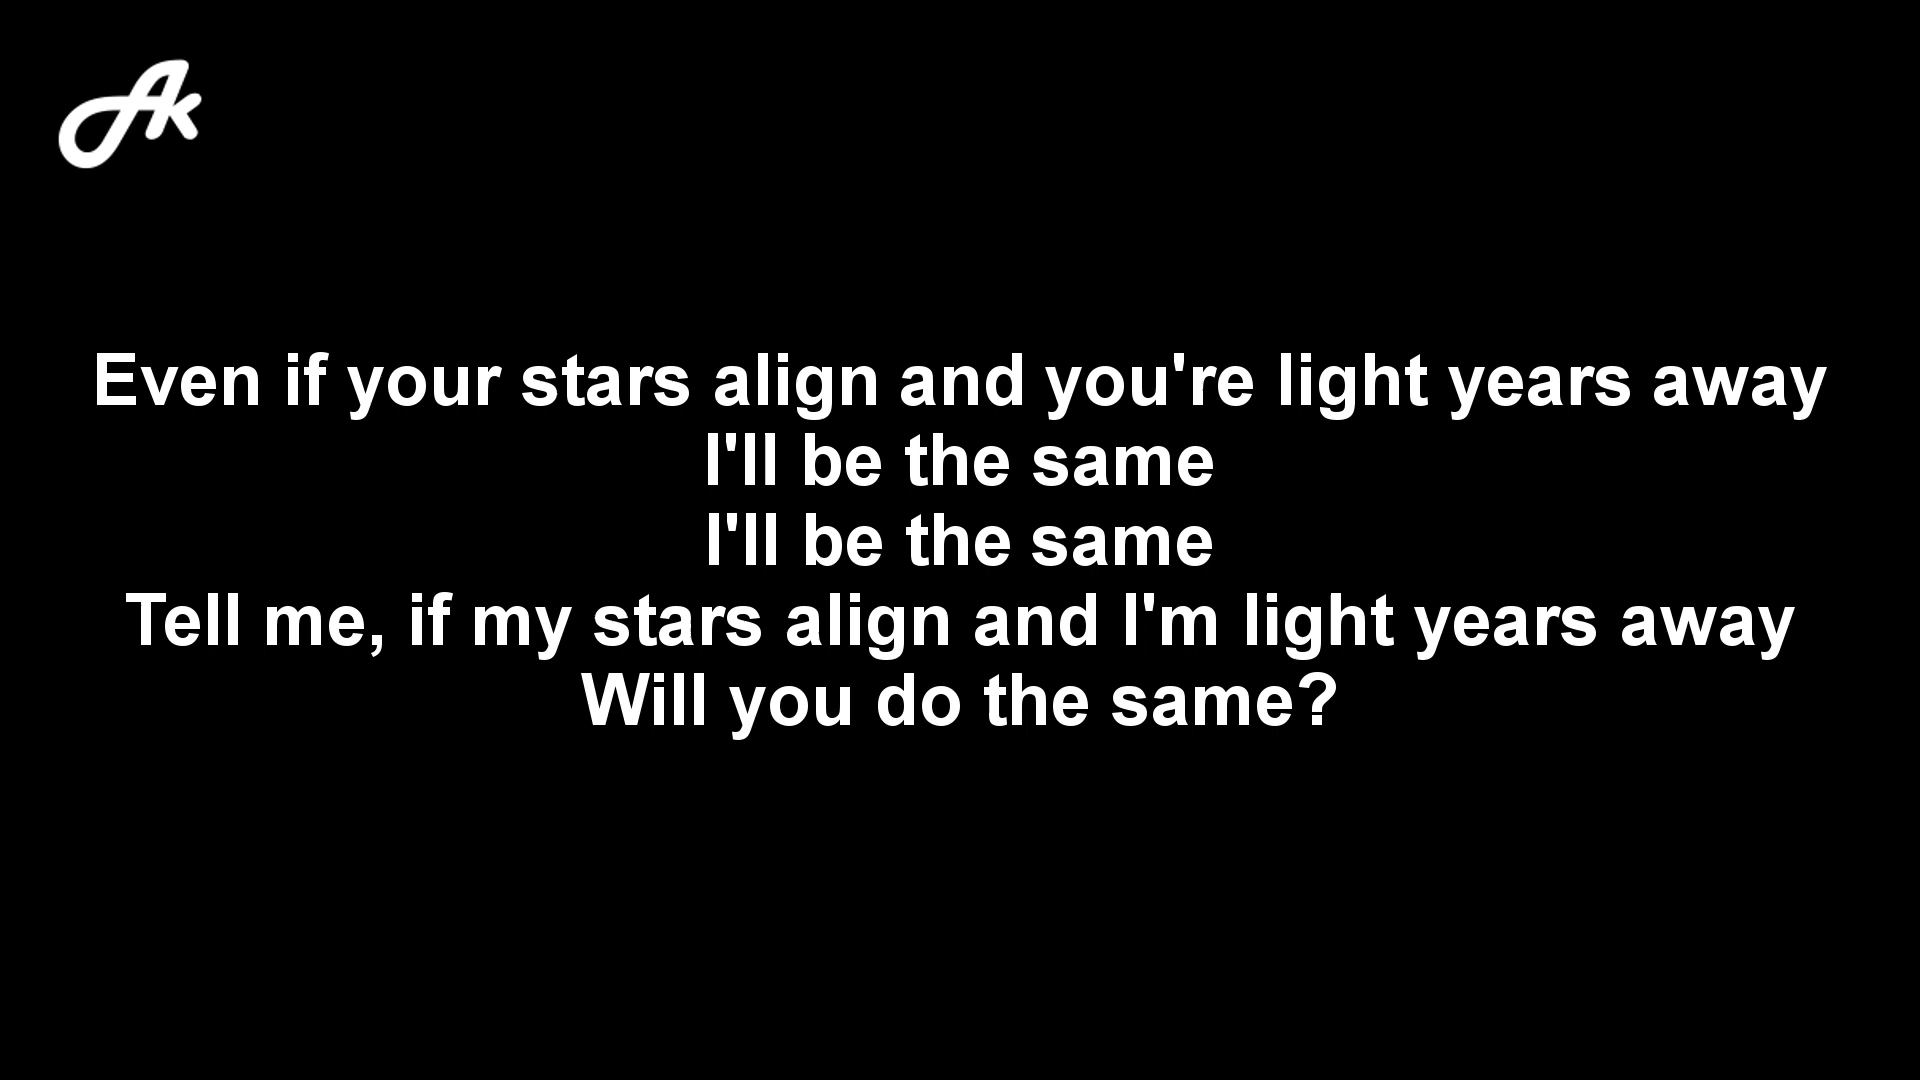 Ak
Even if your stars align and you're light years away
I'll be the same
I'll be the same
Tell me, if my stars align and I'm light years away
Will you do the same?